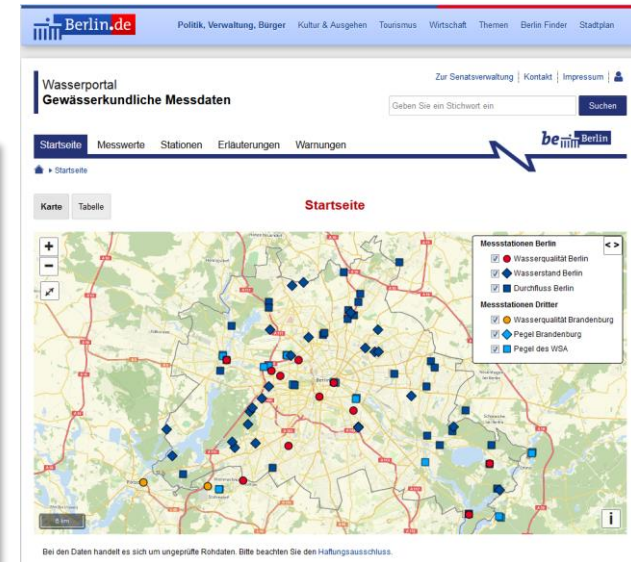 Berlin.de
Politik, Verwaltung, Bürger Kultur & Ausgehen Tourismus Wirtschaft Themen Berlin Finder Stadtplan
Zur Senatsverwaltung | Kontakt | Impressum
Wasserportal
Gewässerkundliche Messdaten
Geben Sie ein Stichwort ein Suchen
Startseite Messwerte Stationen Erläuterungen Warnungen
be Berlin
Startseite
Karte Tabelle
Startseite
Messstationen Berlin
Wasserqualität Berlin
Wasserstand Berlin
Durchfluss Berlin
Messstationen Dritter
Wasserqualität Brandenburg
Pegel Brandenburg
Pegel des WSA
Bei den Daten handelt es sich um ungeprüfte Rohdaten. Bitte beachten Sie den Haftungsausschluss.